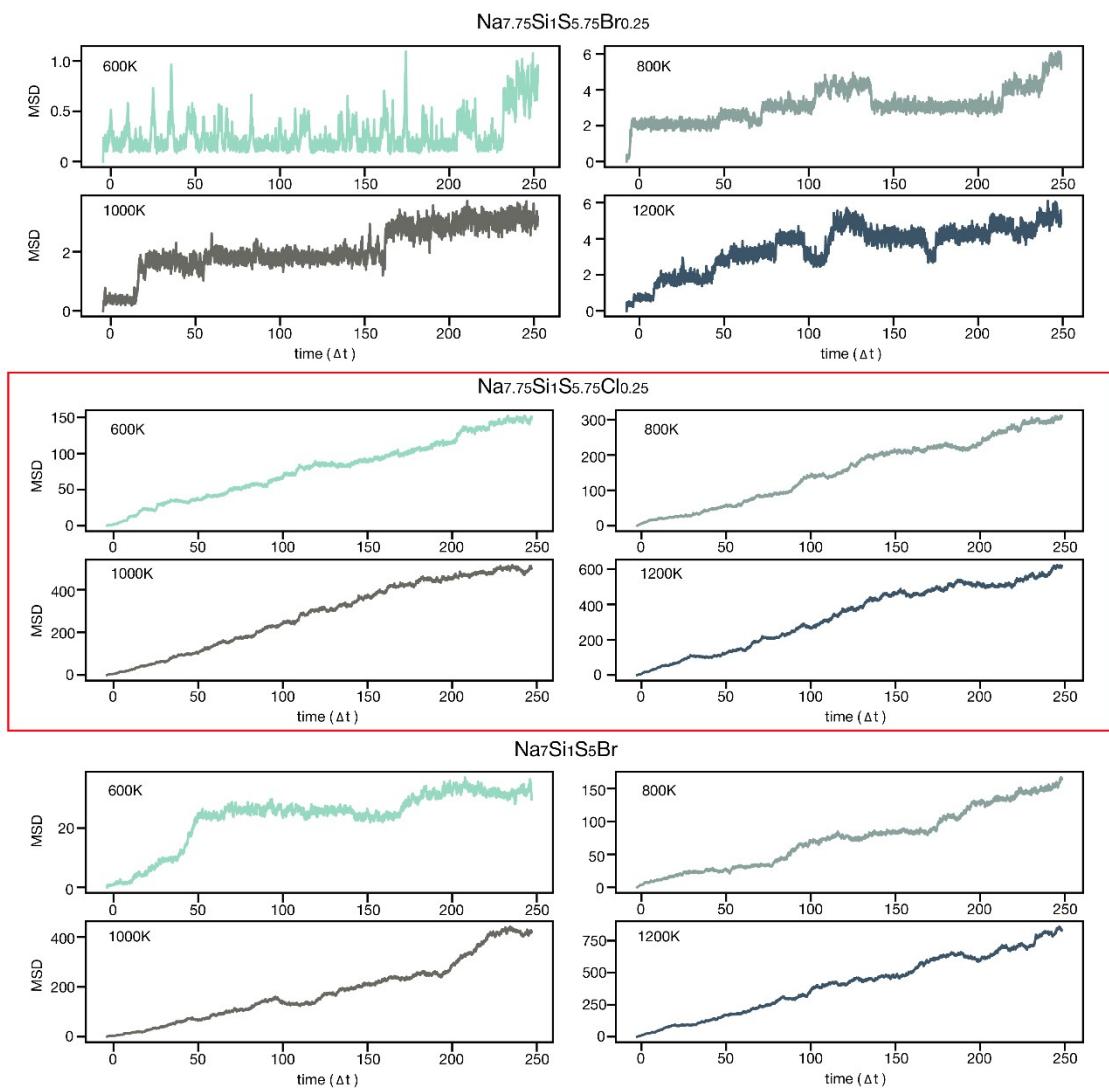 Na7.75Si1S5.75Br0.25
600K
800K
MSD
1.0
0.5
0
6
4
2
0
0 50 100 150 200 250
0 50 100 150 200 250
1000K
1200K
MSD
2
0
6
4
2
0
0 50 100 150 200 250
0 50 100 150 200 250
time (Δt)
time (Δt)
Na7.75Si1S5.75Cl0.25
600K
800K
MSD
150
100
50
0
300
200
100
0
0 50 100 150 200 250
0 50 100 150 200 250
1000K
1200K
MSD
400
200
0
600
400
200
0
0 50 100 150 200 250
0 50 100 150 200 250
time (Δt)
time (Δt)
Na7Si1S5Br
600K
800K
MSD
20
0
150
100
50
0
0 50 100 150 200 250
0 50 100 150 200 250
1000K
1200K
MSD
400
200
0
750
500
250
0
0 50 100 150 200 250
0 50 100 150 200 250
time (Δt)
time (Δt)